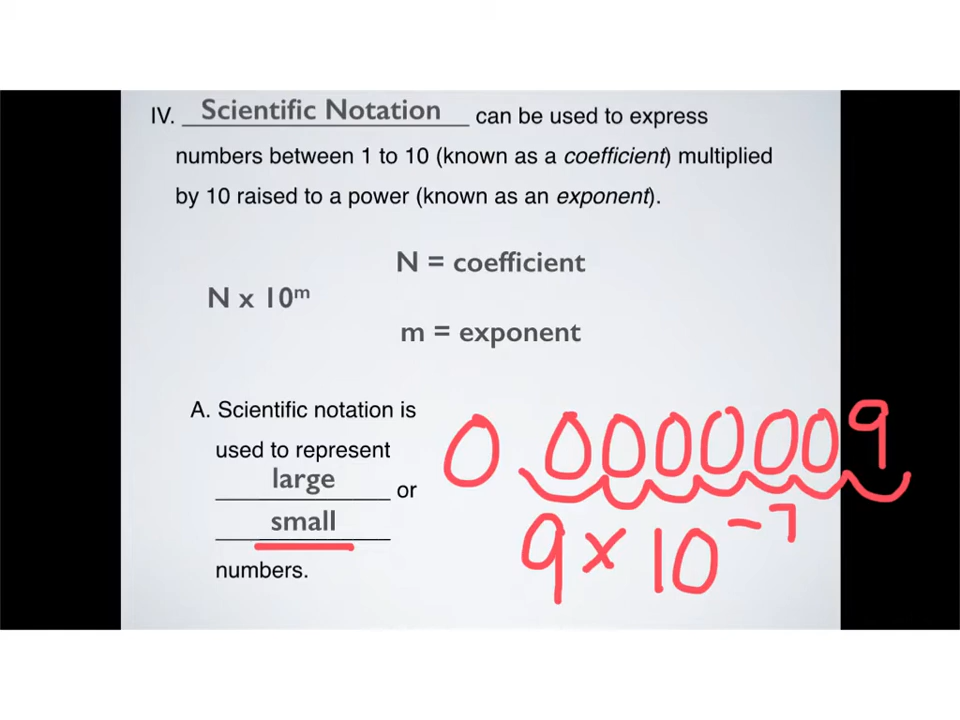 IV. Scientific Notation can be used to express
numbers between 1 to 10 (known as a coefficient) multiplied
by 10 raised to a power (known as an exponent).
N = coefficient
N x 10ᵐ
m = exponent
A. Scientific notation is
used to represent
large or
small
numbers.
0.0000009
9 x 10⁻⁷